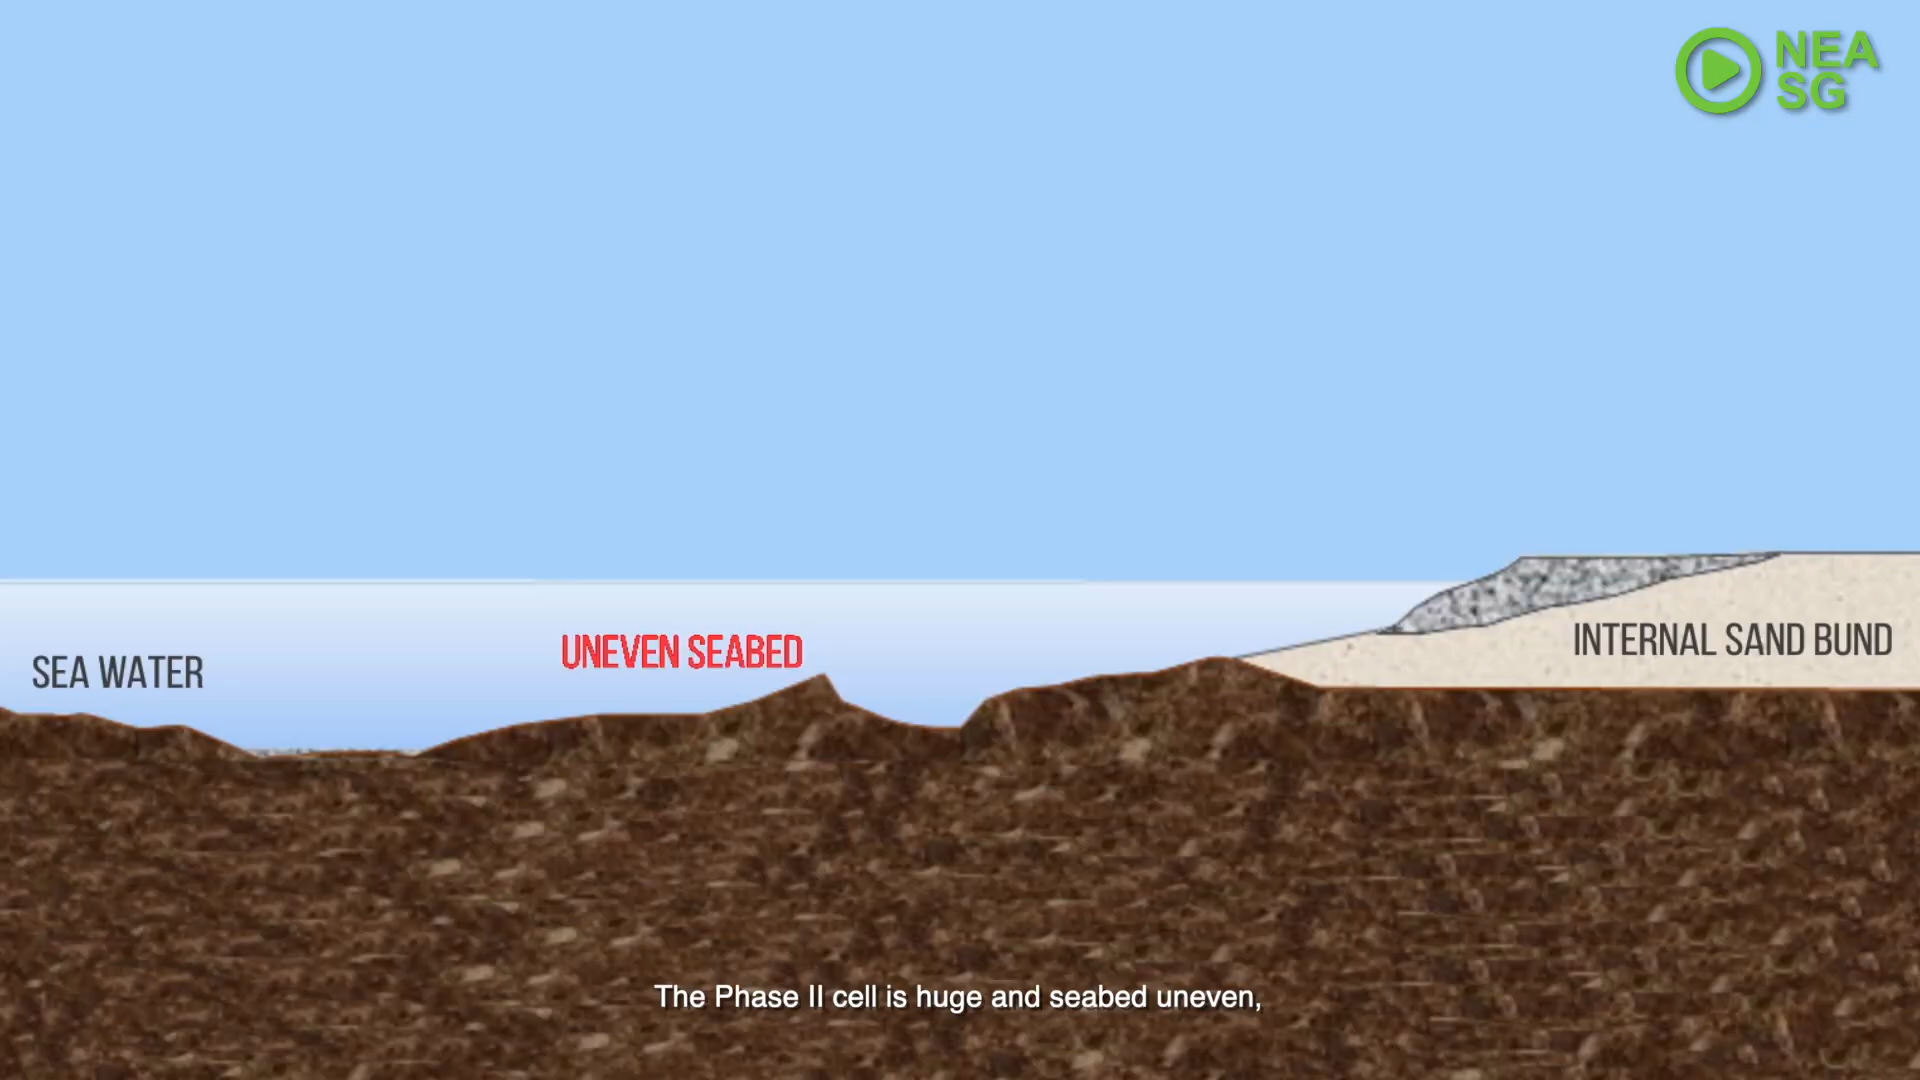 NEA
SG
UNEVEN SEABED
INTERNAL SAND BUND
SEA WATER
The Phase II cell is huge and seabed uneven,